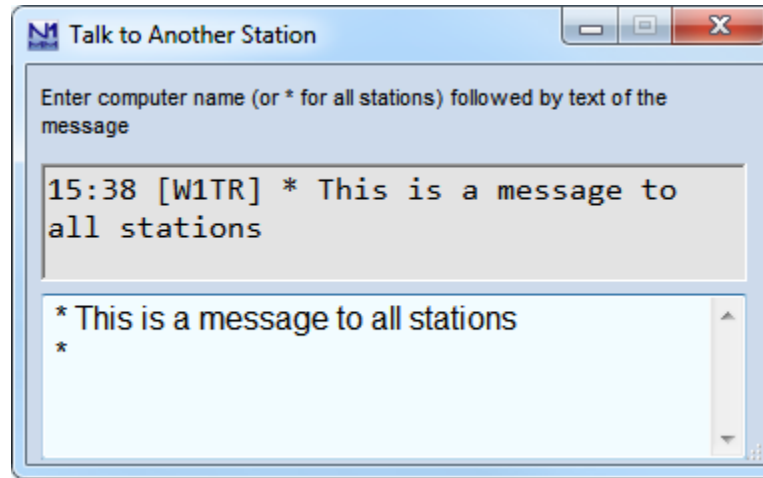 N1
MM
Talk to Another Station
Enter computer name (or * for all stations) followed by text of the
message
15:38 [W1TR] * This is a message to
all stations
* This is a message to all stations
*